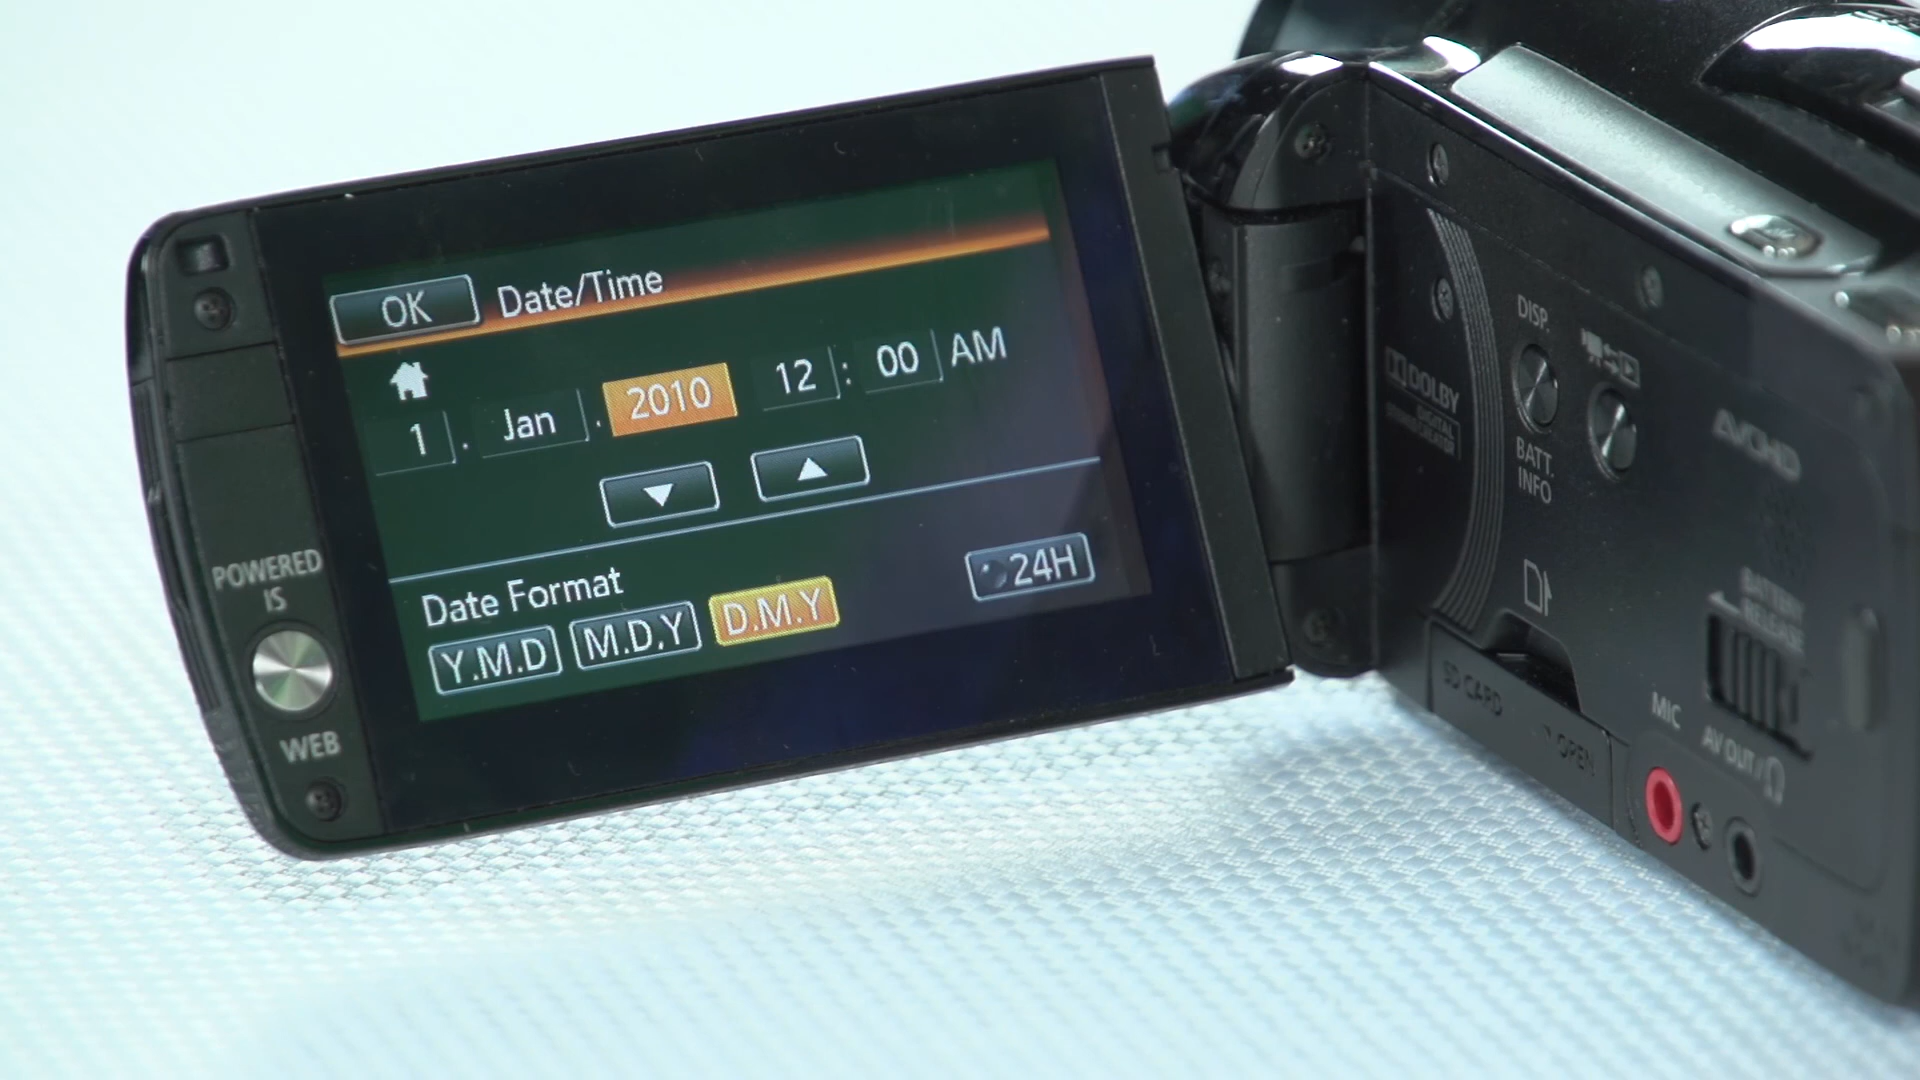 OK Date/Time
1 . Jan . 2010 12 : 00 AM
Date Format
Y.M.D M.D,Y D.M.Y 24H
POWERED
IS
WEB
DISP.
BATT.
INFO
DOLBY
DIGITAL
AVCHD
BATTERY
RELEASE
SD CARD
OPEN
MIC
AV OUT/